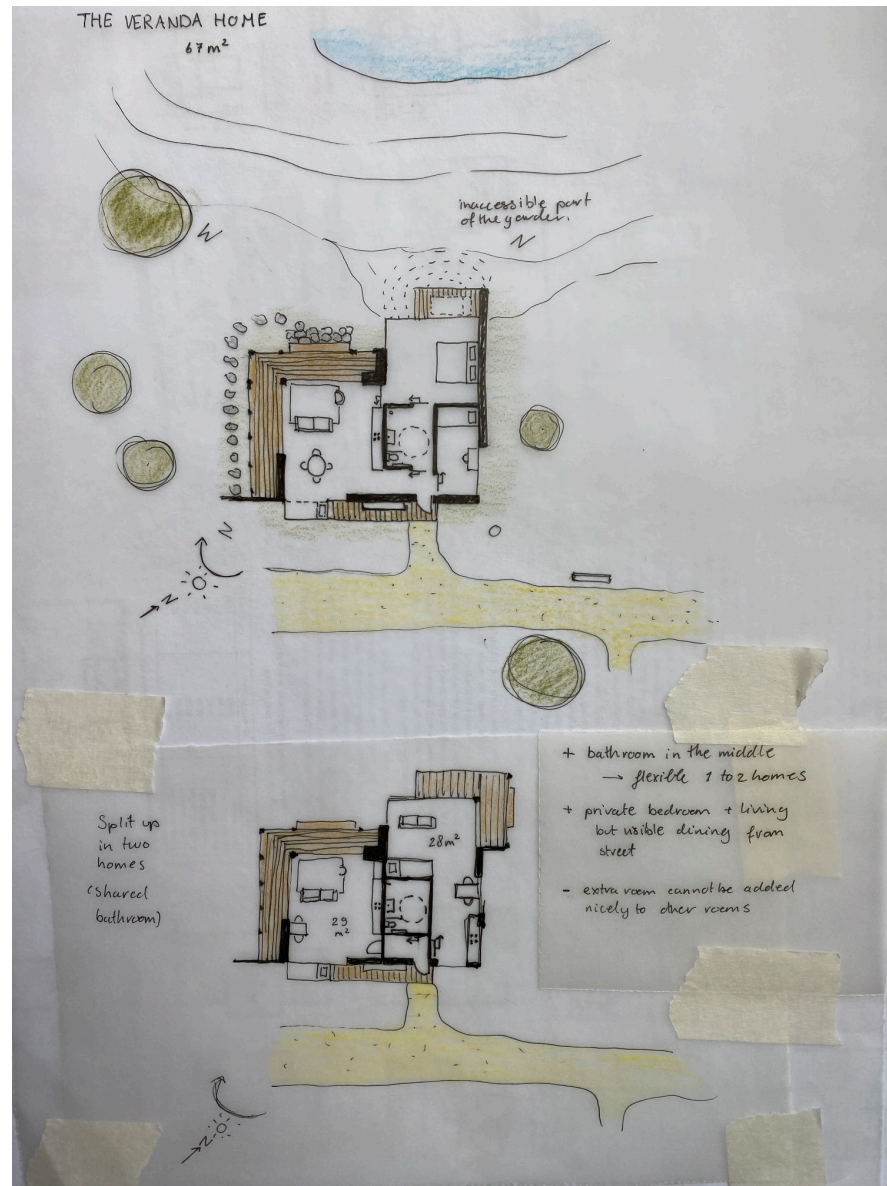 THE VERANDA HOME
67 m²
inaccessible part
of the garden.
W
N
N
N
+ bathroom in the middle
→ flexible 1 to 2 homes
+ private bedroom + living
but visible dining from
street
- extra room cannot be added
nicely to other rooms
Split up
in two
homes
(shared
bathroom)
28 m²
29
m²
N